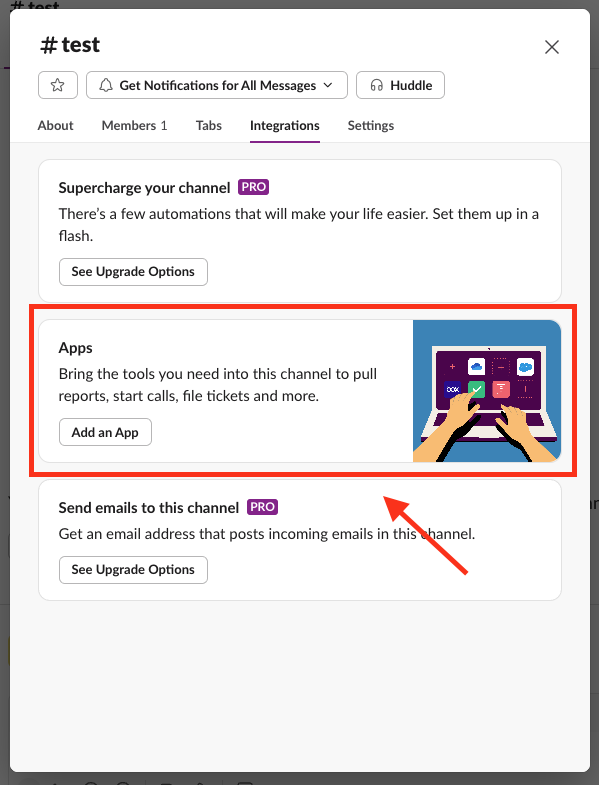 # test
# test
Get Notifications for All Messages
Huddle
About Members 1 Tabs Integrations Settings
Supercharge your channel PRO
There’s a few automations that will make your life easier. Set them up in a
flash.
See Upgrade Options
Apps
Bring the tools you need into this channel to pull
reports, start calls, file tickets and more.
Add an App
box
Send emails to this channel PRO
Get an email address that posts incoming emails in this channel.
See Upgrade Options